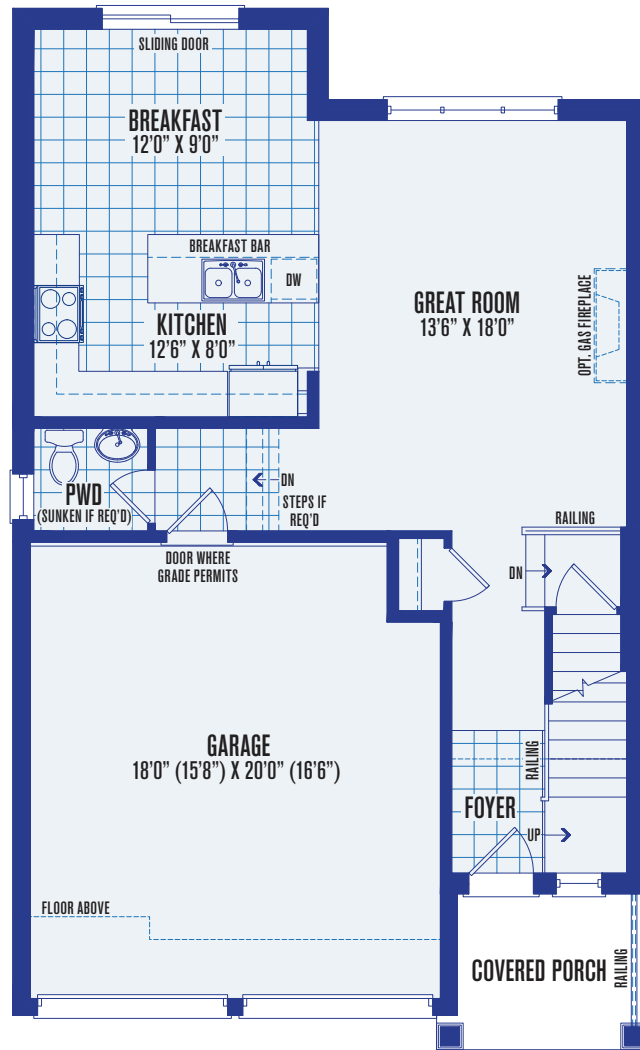 SLIDING DOOR
BREAKFAST
12'0" X 9'0"
BREAKFAST BAR
DW
KITCHEN
12'6" X 8'0"
GREAT ROOM
13'6" X 18'0"
OPT. GAS FIREPLACE
PWD
(SUNKEN IF REQ'D)
DN
STEPS IF
REQ'D
DOOR WHERE
GRADE PERMITS
RAILING
DN
GARAGE
18'0" (15'8") X 20'0" (16'6")
RAILING
FOYER
UP
FLOOR ABOVE
COVERED PORCH
RAILING